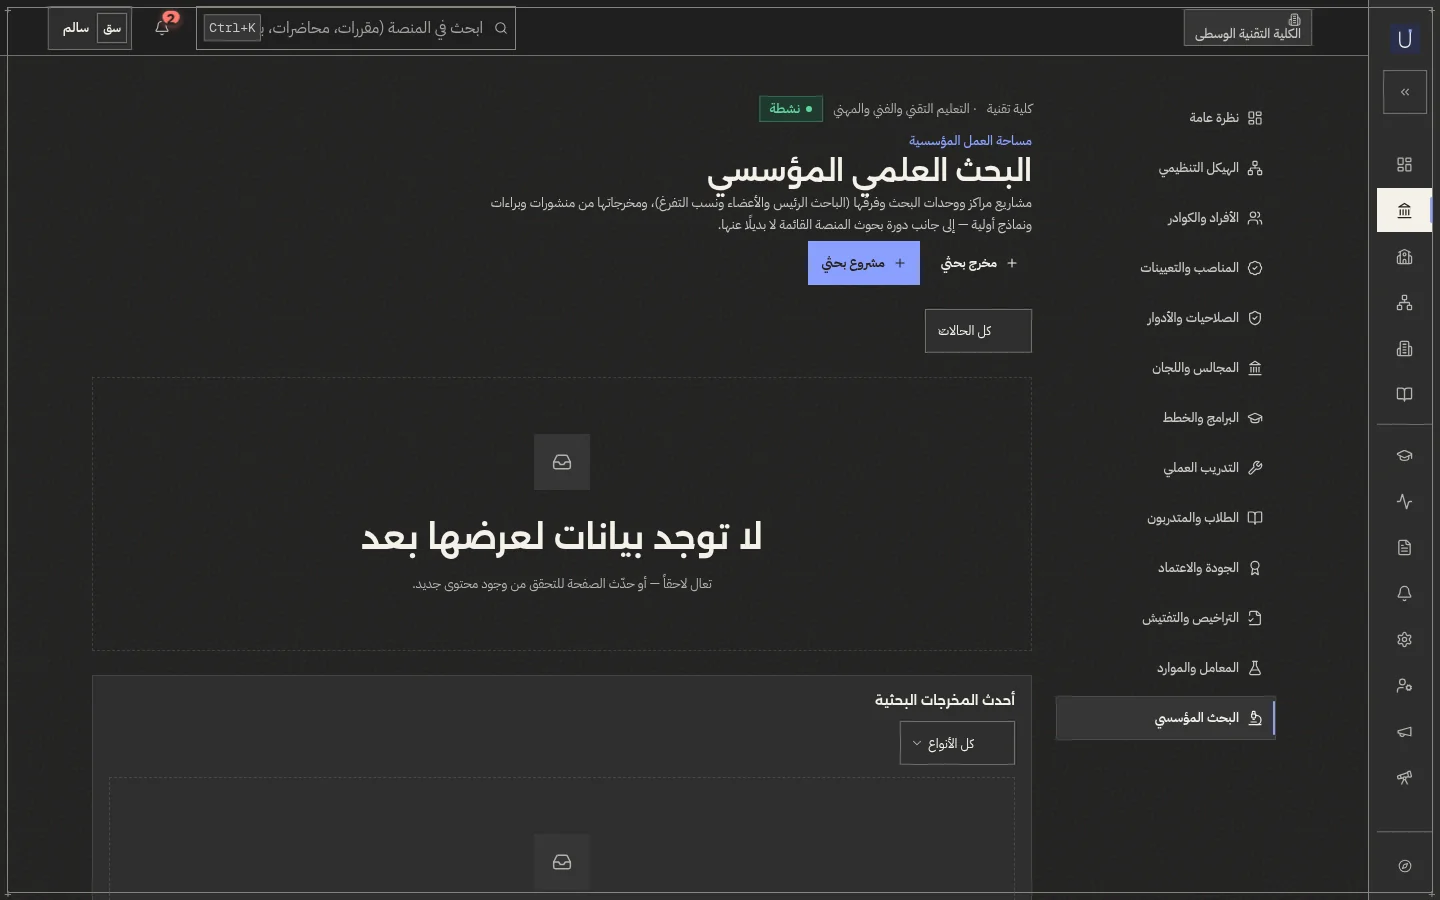 الكلية التقنية الوسطى
ابحث في المنصة (مقررات، محاضرات، ب
Ctrl+K
2
سق
سالم
نظرة عامة
الهيكل التنظيمي
الأفراد والكوادر
المناصب والتعيينات
الصلاحيات والأدوار
المجالس واللجان
البرامج والخطط
التدريب العملي
الطلاب والمتدربون
الجودة والاعتماد
التراخيص والتفتيش
المعامل والموارد
البحث المؤسسي
كلية تقنية · التعليم التقني والفني والمهني
نشطة
مساحة العمل المؤسسية
البحث العلمي المؤسسي
مشاريع مراكز ووحدات البحث وفرقها (الباحث الرئيس والأعضاء ونسب التفرغ)، ومخرجاتها من منشورات وبراءات
ونماذج أولية — إلى جانب دورة بحوث المنصة القائمة لا بديلًا عنها.
+ مخرج بحثي
+ مشروع بحثي
كل الحالات
لا توجد بيانات لعرضها بعد
تعال لاحقاً — أو حدّث الصفحة للتحقق من وجود محتوى جديد.
أحدث المخرجات البحثية
كل الأنواع